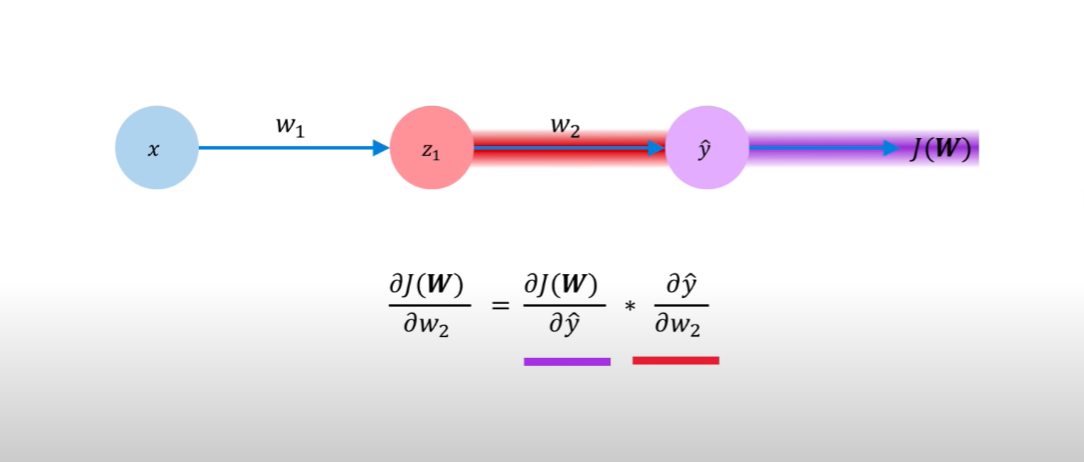 w₁ w₂
x z₁ ŷ J(𝑾)
∂J(𝑾)/∂w₂ = ∂J(𝑾)/∂ŷ * ∂ŷ/∂w₂